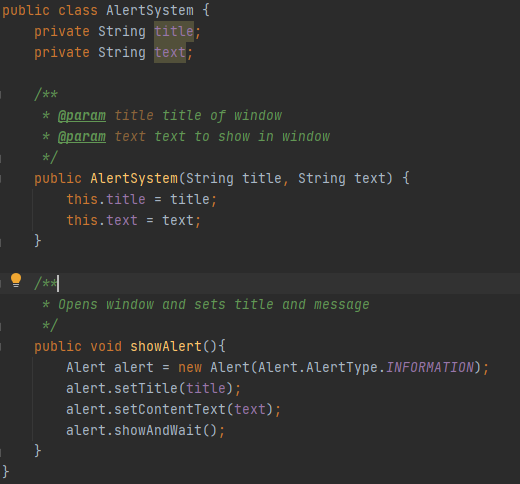 public class AlertSystem {
    private String title;
    private String text;

    /**
     * @param title title of window
     * @param text text to show in window
     */
    public AlertSystem(String title, String text) {
        this.title = title;
        this.text = text;
    }

    /**
     * Opens window and sets title and message
     */
    public void showAlert(){
        Alert alert = new Alert(Alert.AlertType.INFORMATION);
        alert.setTitle(title);
        alert.setContentText(text);
        alert.showAndWait();
    }
}